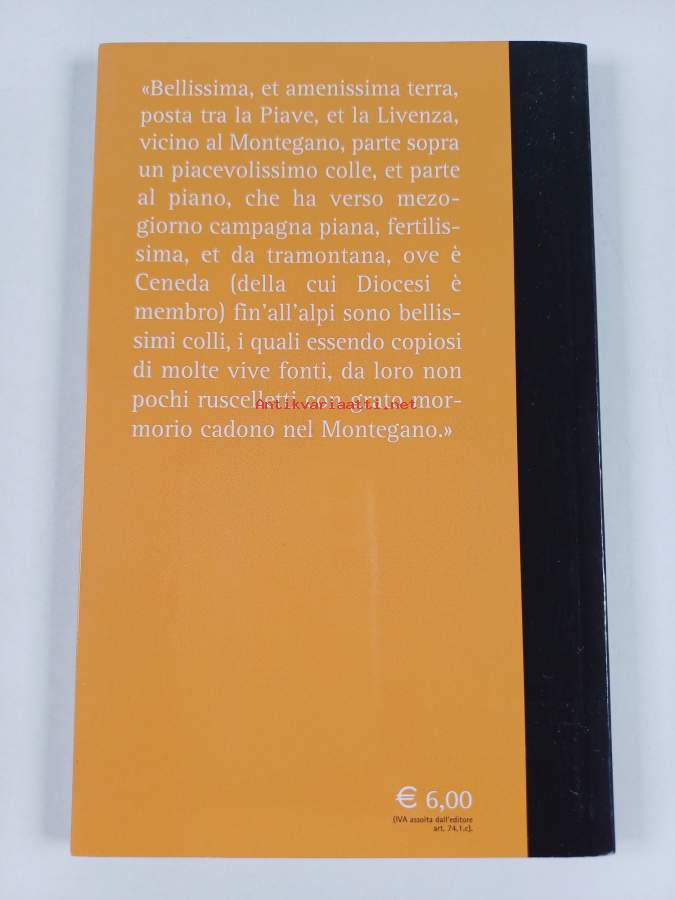 «Bellissima, et amenissima terra,
posta tra la Piave, et la Livenza,
vicino al Montegano, parte sopra
un piacevolissimo colle, et parte
al piano, che ha verso mezo-
giorno campagna piana, fertilis-
sima, et da tramontana, ove è
Ceneda (della cui Diocesi è
membro) fin'all'alpi sono bellis-
simi colli, i quali essendo copiosi
di molte vive fonti, da loro non
pochi ruscelletti con grato mor-
Antikvariaatti.net
morio cadono nel Montegano.»
€ 6,00
(IVA assolta dall'editore
art. 74,1.c).